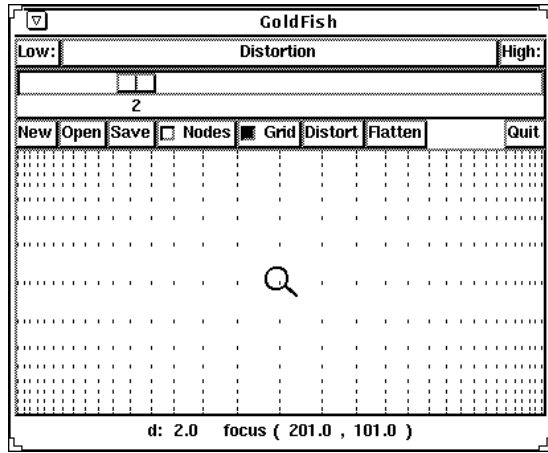 GoldFish
Low: Distortion High:
2
New Open Save Nodes Grid Distort Flatten Quit
d: 2.0 focus ( 201.0 , 101.0 )